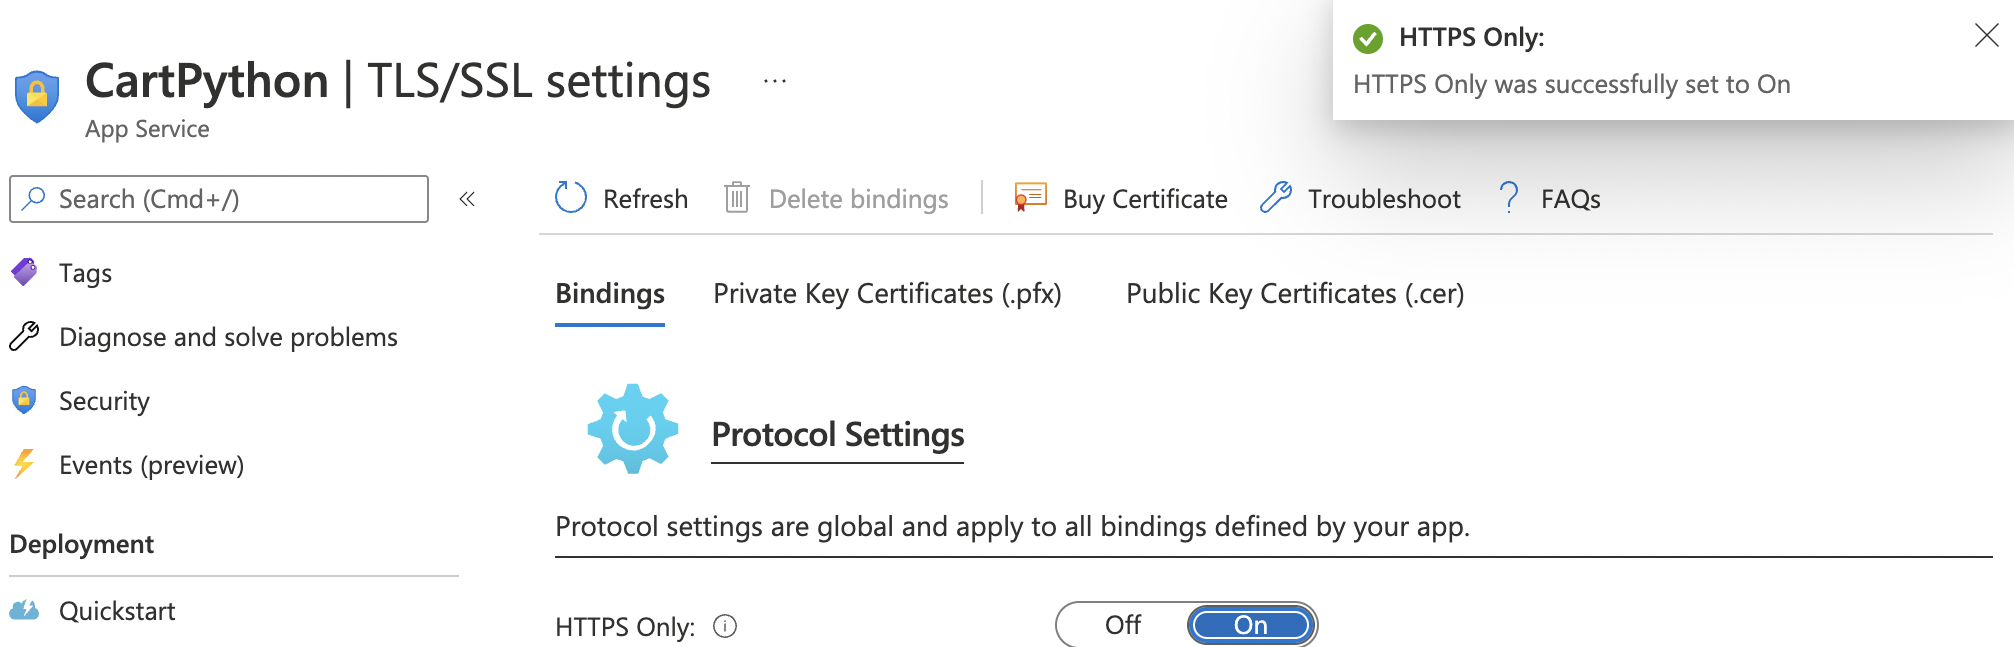 CartPython | TLS/SSL settings ...
App Service
HTTPS Only:
HTTPS Only was successfully set to On
Search (Cmd+/)
«
Refresh
Delete bindings
Buy Certificate
Troubleshoot
? FAQs
Tags
Diagnose and solve problems
Security
Events (preview)
Deployment
Quickstart
Bindings
Private Key Certificates (.pfx)
Public Key Certificates (.cer)
Protocol Settings
Protocol settings are global and apply to all bindings defined by your app.
HTTPS Only:
Off
On